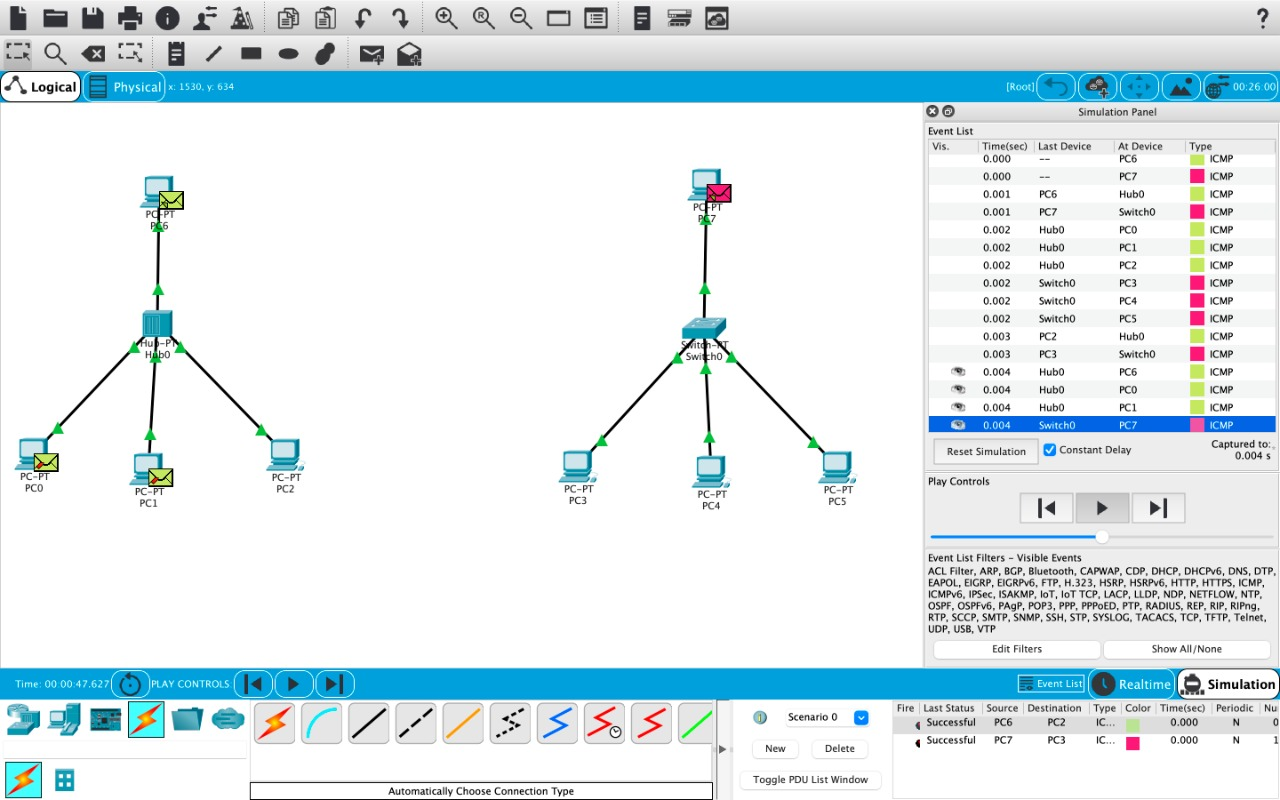 ?
Logical
Physical
x: 1530, y: 634
[Root]
00:26:00
PC-PT
PC6
Hub-PT
Hub0
PC-PT
PC0
PC-PT
PC1
PC-PT
PC2
PC-PT
PC7
Switch-PT
Switch0
PC-PT
PC3
PC-PT
PC4
PC-PT
PC5
Simulation Panel
Event List
Vis. Time(sec) Last Device At Device Type
0.000 -- PC6 ICMP
0.000 -- PC7 ICMP
0.001 PC6 Hub0 ICMP
0.001 PC7 Switch0 ICMP
0.002 Hub0 PC0 ICMP
0.002 Hub0 PC1 ICMP
0.002 Hub0 PC2 ICMP
0.002 Switch0 PC3 ICMP
0.002 Switch0 PC4 ICMP
0.002 Switch0 PC5 ICMP
0.003 PC2 Hub0 ICMP
0.003 PC3 Switch0 ICMP
0.004 Hub0 PC6 ICMP
0.004 Hub0 PC0 ICMP
0.004 Hub0 PC1 ICMP
0.004 Switch0 PC7 ICMP
Reset Simulation
Constant Delay
Captured to:
0.004 s
Play Controls
Event List Filters - Visible Events
ACL Filter, ARP, BGP, Bluetooth, CAPWAP, CDP, DHCP, DHCPv6, DNS, DTP,
EAPOL, EIGRP, EIGRPv6, FTP, H.323, HSRP, HSRPv6, HTTP, HTTPS, ICMP,
ICMPv6, IPSec, ISAKMP, IoT, IoT TCP, LACP, LLDP, NDP, NETFLOW, NTP,
OSPF, OSPFv6, PAgP, POP3, PPP, PPPoED, PTP, RADIUS, REP, RIP, RIPng,
RTP, SCCP, SMTP, SNMP, SSH, STP, SYSLOG, TACACS, TCP, TFTP, Telnet,
UDP, USB, VTP
Edit Filters
Show All/None
Time: 00:00:47.627
PLAY CONTROLS:
Event List
Realtime
Simulation
Automatically Choose Connection Type
Scenario 0
New
Delete
Toggle PDU List Window
Fire Last Status Source Destination Type Color Time(sec) Periodic Nu
Successful PC6 PC2 IC... 0.000 N 0
Successful PC7 PC3 IC... 0.000 N 1